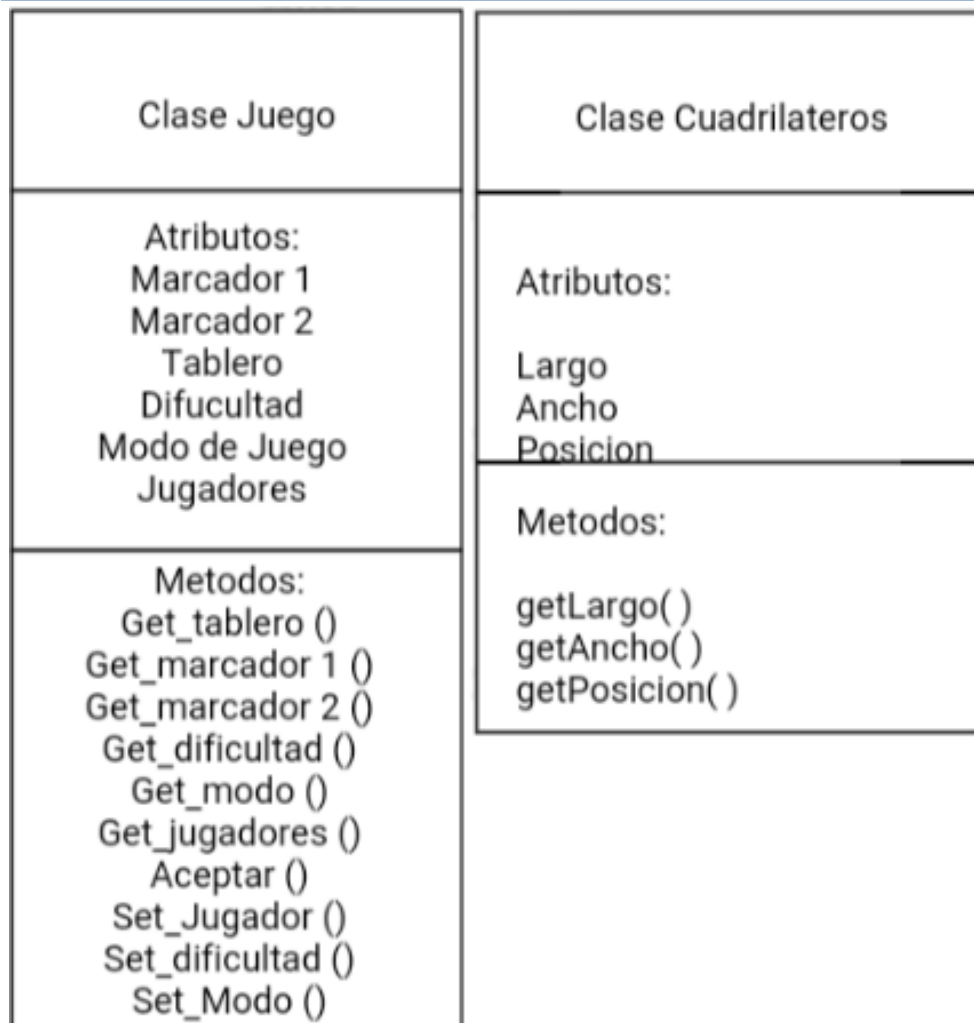 Clase Juego
Atributos:
Marcador 1
Marcador 2
Tablero
Difucultad
Modo de Juego
Jugadores
Metodos:
Get_tablero ()
Get_marcador 1 ()
Get_marcador 2 ()
Get_dificultad ()
Get_modo ()
Get_jugadores ()
Aceptar ()
Set_Jugador ()
Set_dificultad ()
Set_Modo ()
Clase Cuadrilateros
Atributos:
Largo
Ancho
Posicion
Metodos:
getLargo( )
getAncho( )
getPosicion( )